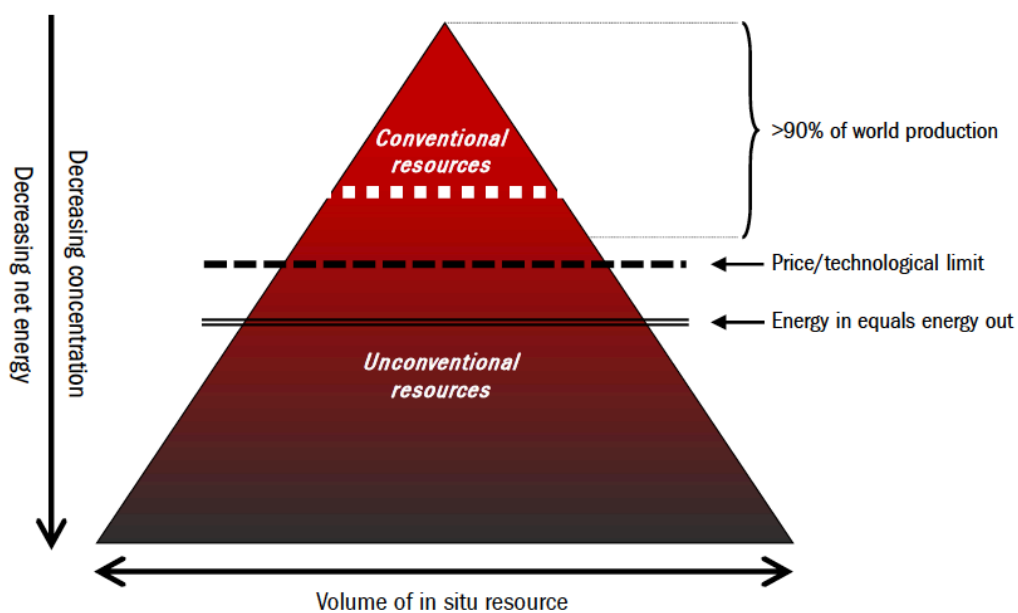 Decreasing net energy
Decreasing concentration
Conventional
resources
>90% of world production
Price/technological limit
Energy in equals energy out
Unconventional
resources
Volume of in situ resource